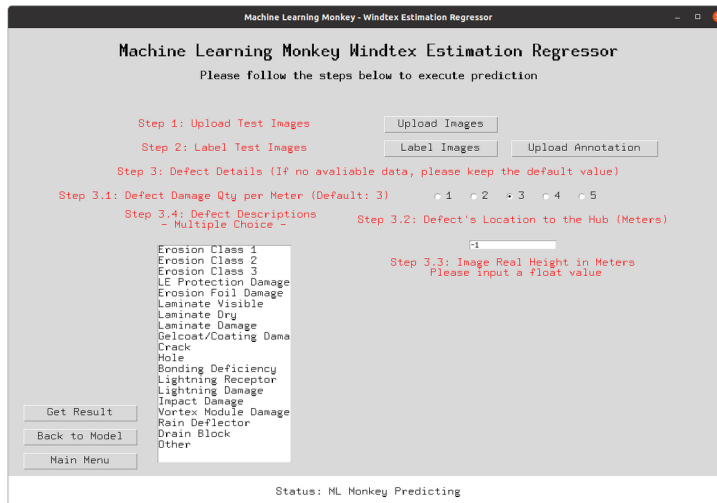 Machine Learning Monkey - Windtex Estimation Regressor
Machine Learning Monkey Windtex Estimation Regressor
Please follow the steps below to execute prediction
Step 1: Upload Test Images
Upload Images
Step 2: Label Test Images
Label Images
Upload Annotation
Step 3: Defect Details (If no avaliable data, please keep the default value)
Step 3.1: Defect Damage Qty per Meter (Default: 3)
1 2 3 4 5
Step 3.4: Defect Descriptions
- Multiple Choice -
Step 3.2: Defect's Location to the Hub (Meters)
-1
Step 3.3: Image Real Height in Meters
Please input a float value
Erosion Class 1
Erosion Class 2
Erosion Class 3
LE Protection Damage
Erosion Foil Damage
Laminate Visible
Laminate Dry
Laminate Damage
Gelcoat/Coating Dama
Crack
Hole
Bonding Deficiency
Lightning Receptor
Lightning Damage
Impact Damage
Vortex Module Damage
Rain Deflector
Drain Block
Other
Get Result
Back to Model
Main Menu
Status: ML Monkey Predicting